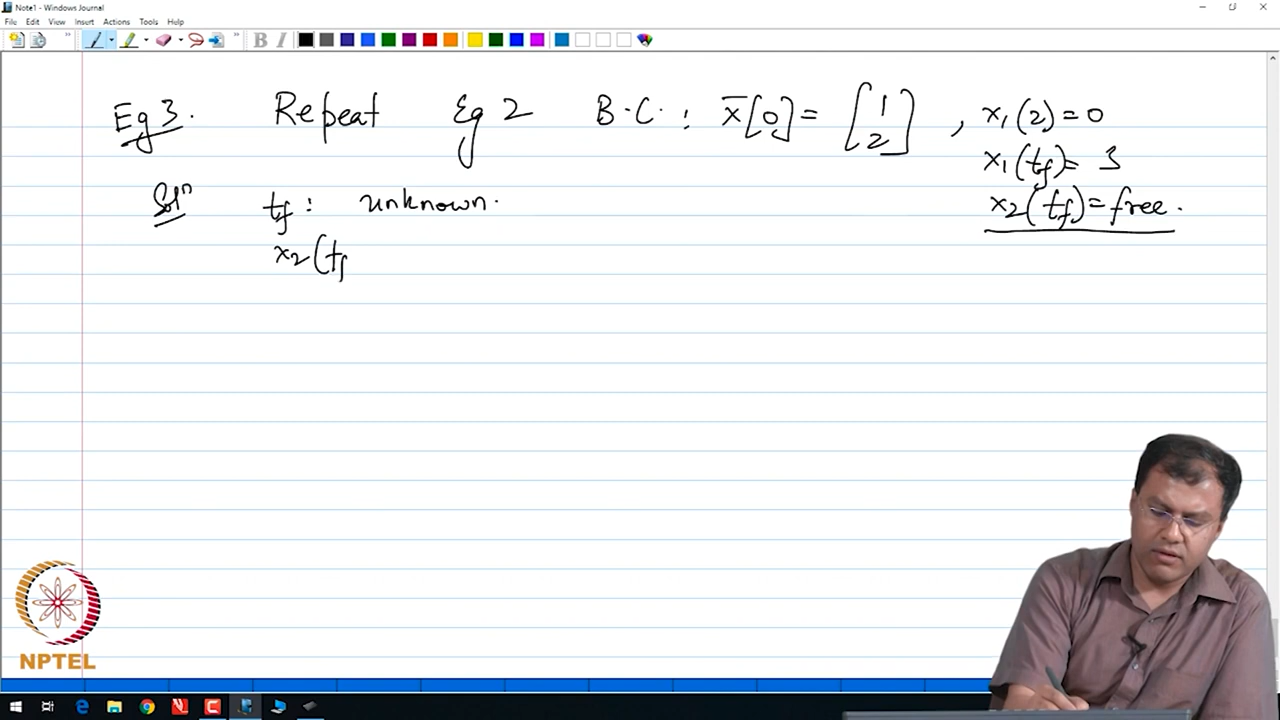 Note1 - Windows Journal
File Edit View Insert Actions Tools Help
B I
Eg 3. Repeat Eg 2 B.C.: x̄[0] = [1 2], x1(2) = 0
x1(tf) = 3
x2(tf) = free.
Solⁿ tf : unknown.
x2(tf
NPTEL